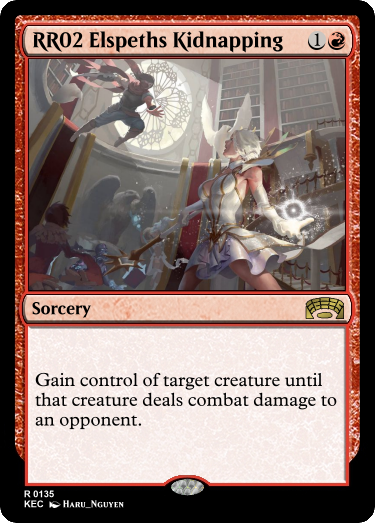 RR02 Elspeths Kidnapping 1
Sorcery
Gain control of target creature until
that creature deals combat damage to
an opponent.
R 0135
KEC Haru_Nguyen